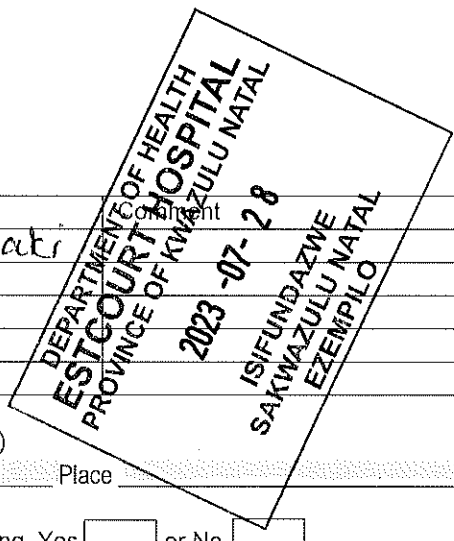 DEPARTMENT OF HEALTH
ESTCOURT HOSPITAL
PROVINCE OF KWAZULU NATAL
2023 -07- 28
ISIFUNDAZWE
SAKWAZULU NATAL
EZEMPILO
Comment
)
Place
Yes or No